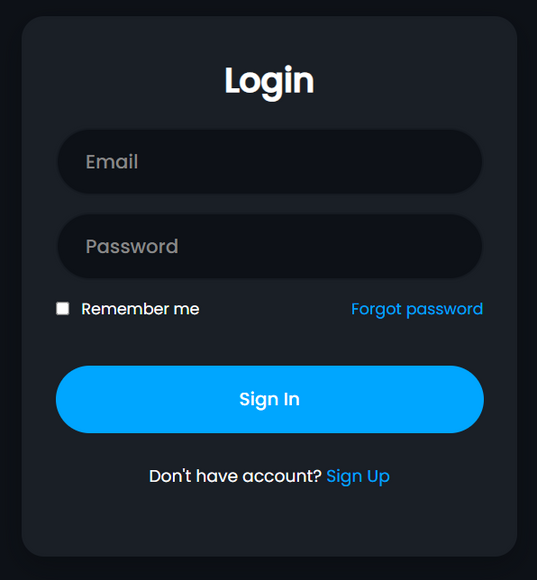 Login
Email
Password
Remember me Forgot password
Sign In
Don't have account? Sign Up